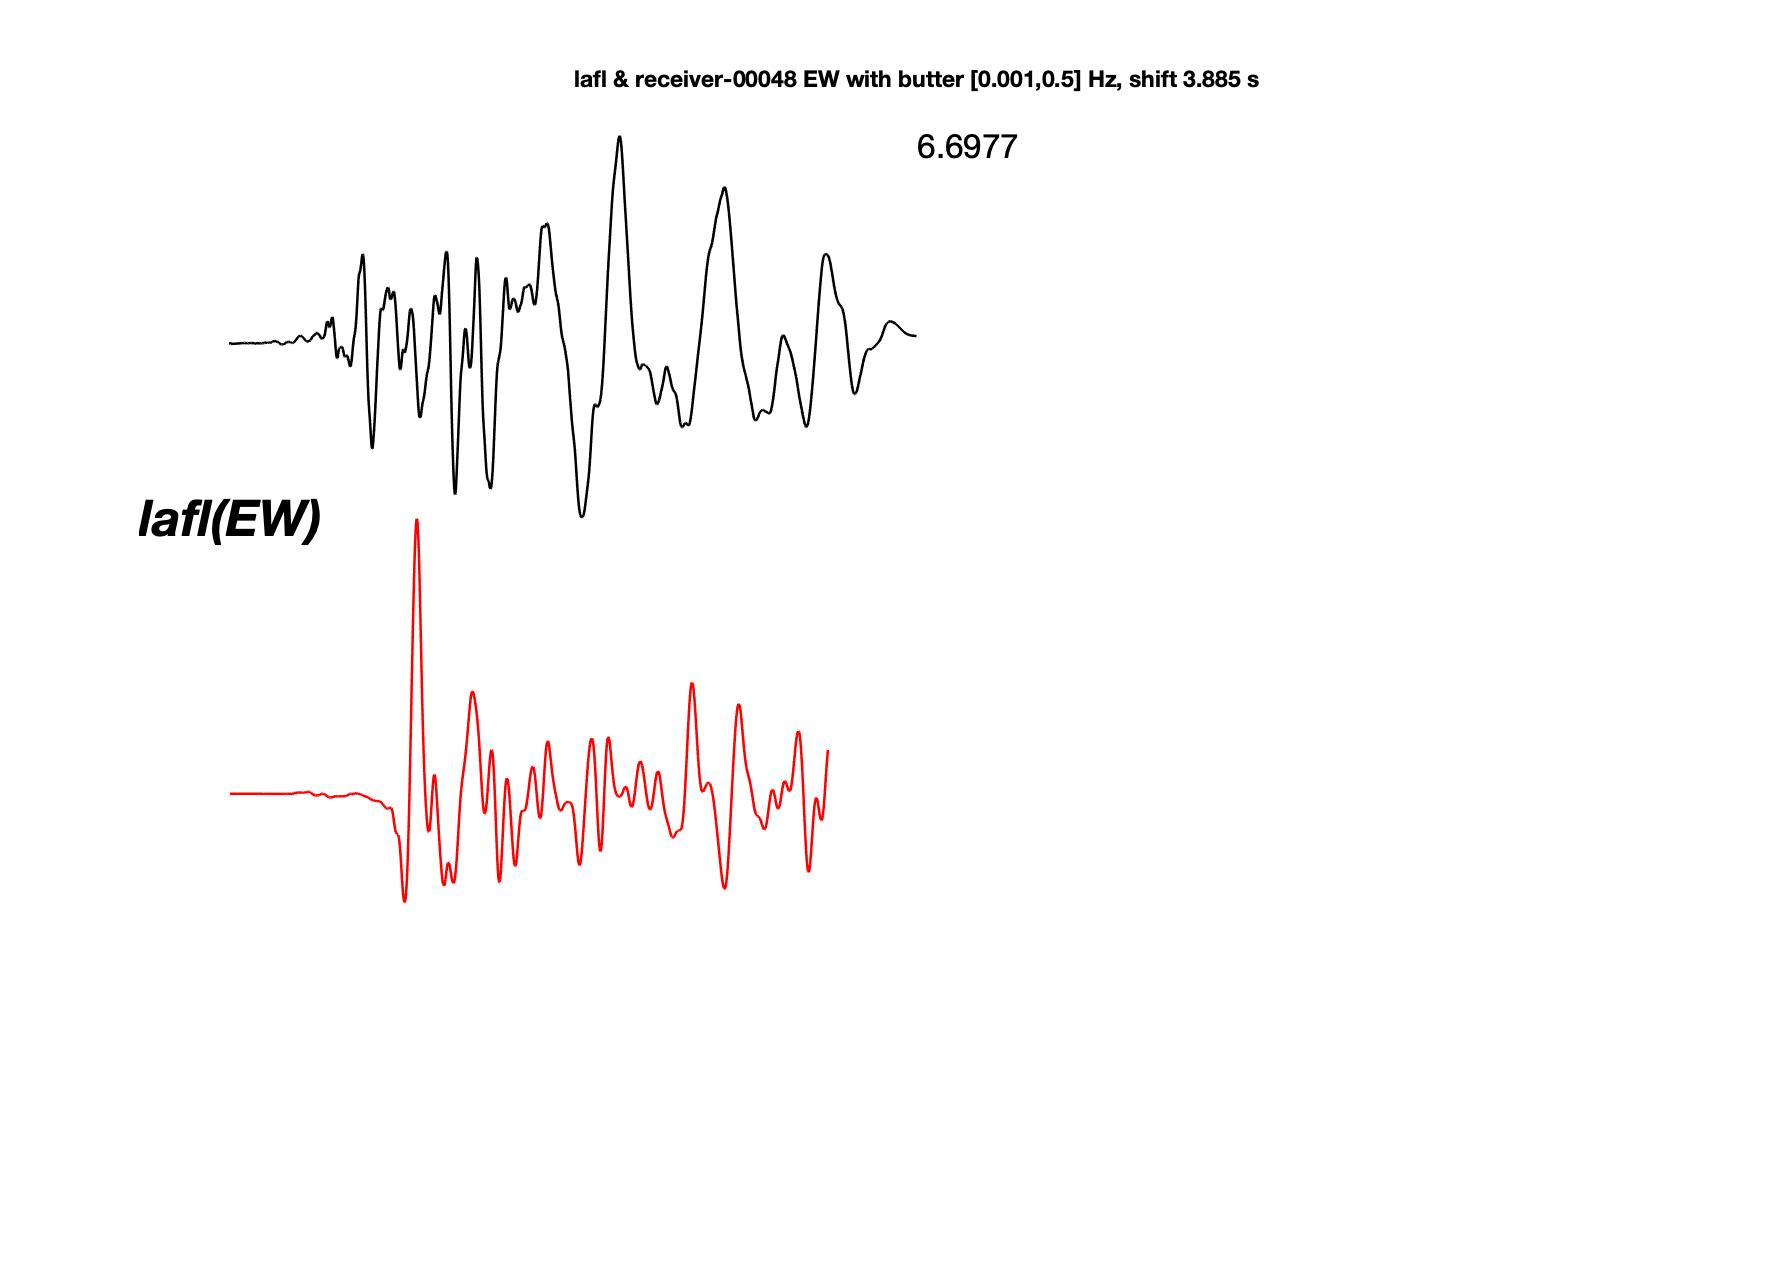 lafl & receiver-00048 EW with butter [0.001,0.5] Hz, shift 3.885 s
6.6977
lafl(EW)